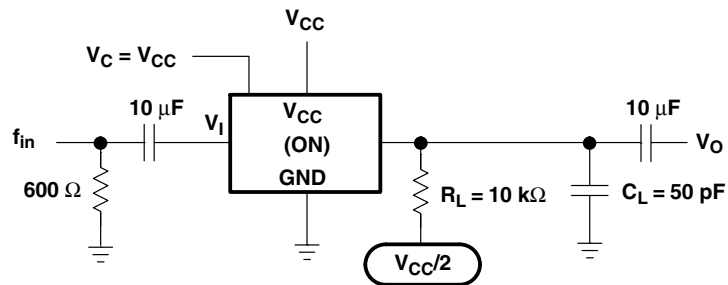 V_CC
V_C = V_CC
10 μF
f_in
V_I
V_CC
(ON)
GND
10 μF
V_O
600 Ω
R_L = 10 kΩ
C_L = 50 pF
V_CC/2